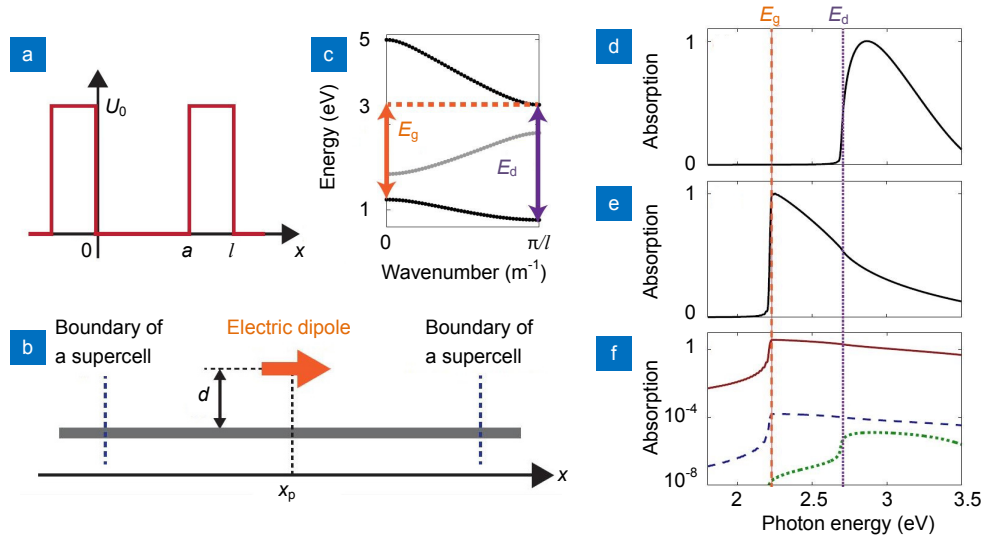 a
U0
0
a
l
x
b
Boundary of
a supercell
Electric dipole
Boundary of
a supercell
d
xp
x
c
Energy (eV)
5
3
1
Eg
Ed
0
π/l
Wavenumber (m-1)
Eg
Ed
d
Absorption
1
0
e
Absorption
1
0
f
Absorption
1
10-4
10-8
2
2.5
3
3.5
Photon energy (eV)